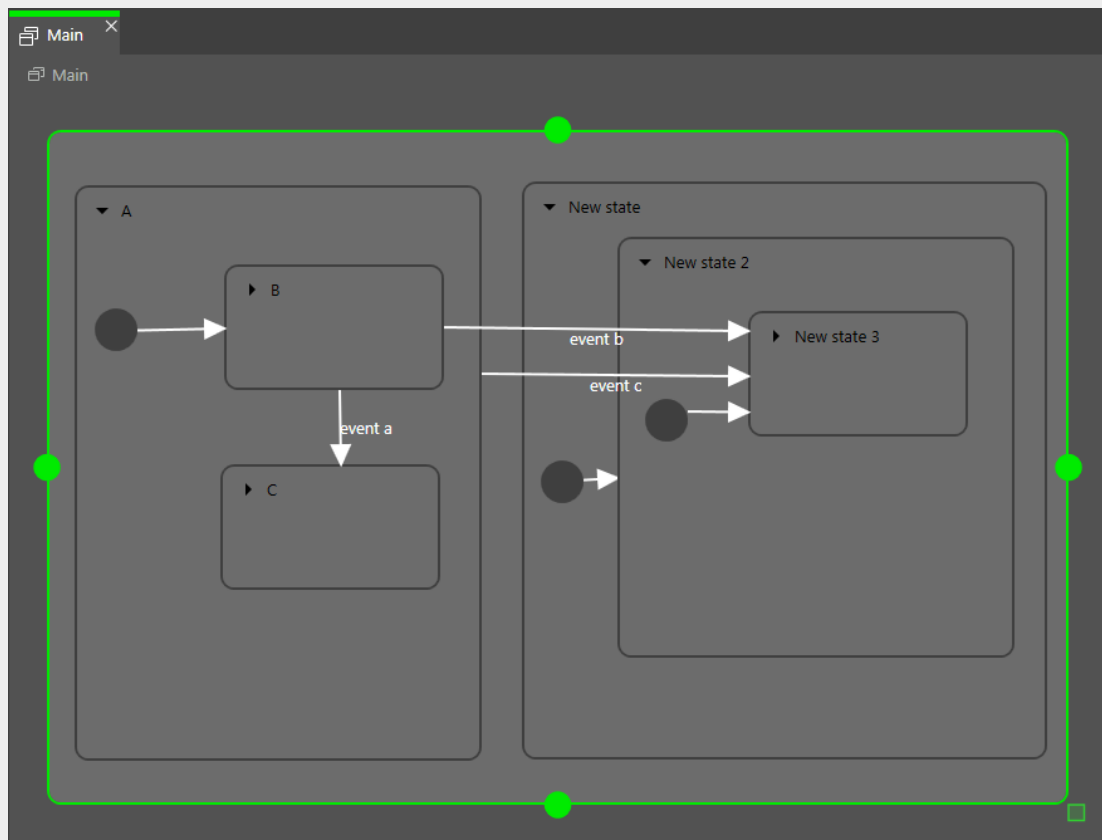 Main
Main
A
New state
New state 2
B
New state 3
event b
event c
event a
C